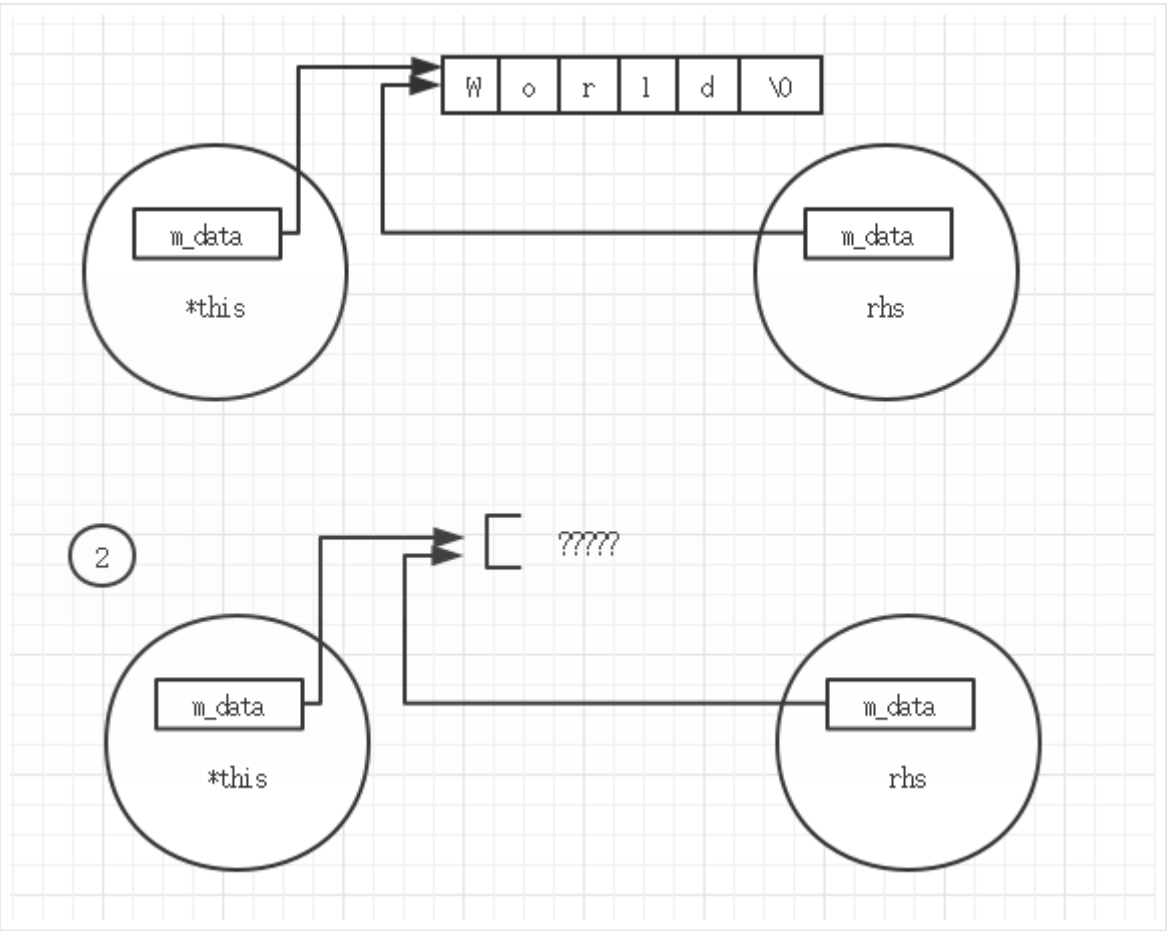 W o r l d \0
m_data m_data
*this rhs
2 ?????
m_data m_data
*this rhs